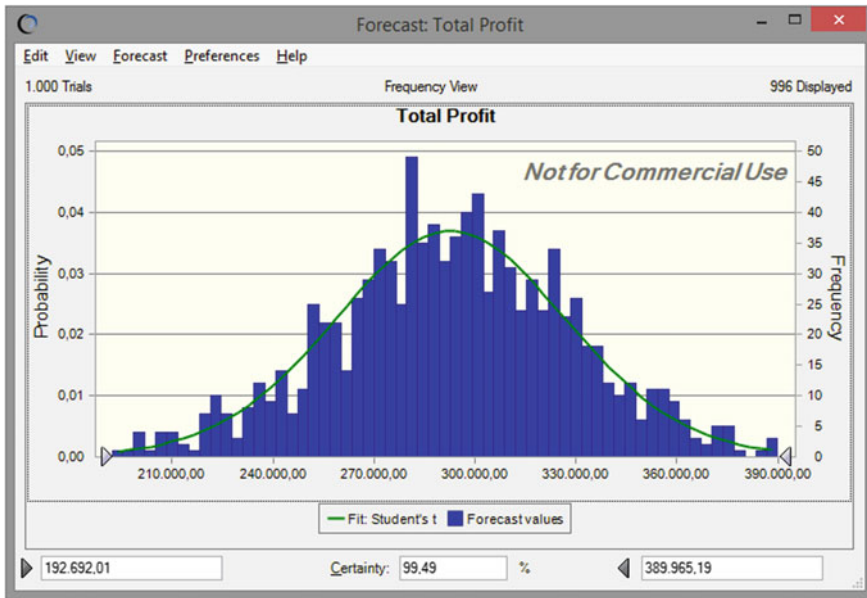 Forecast: Total Profit
Edit View Forecast Preferences Help
1.000 Trials Frequency View 996 Displayed
Total Profit
Not for Commercial Use
0,05 50
45
0,04 40
35
0,03 30
25
0,02 20
15
0,01 10
5
0,00 0
Probability
Frequency
210.000,00 240.000,00 270.000,00 300.000,00 330.000,00 360.000,00 390.000,00
Fit: Student's t Forecast values
192.692,01 Certainty: 99,49 % 389.965,19